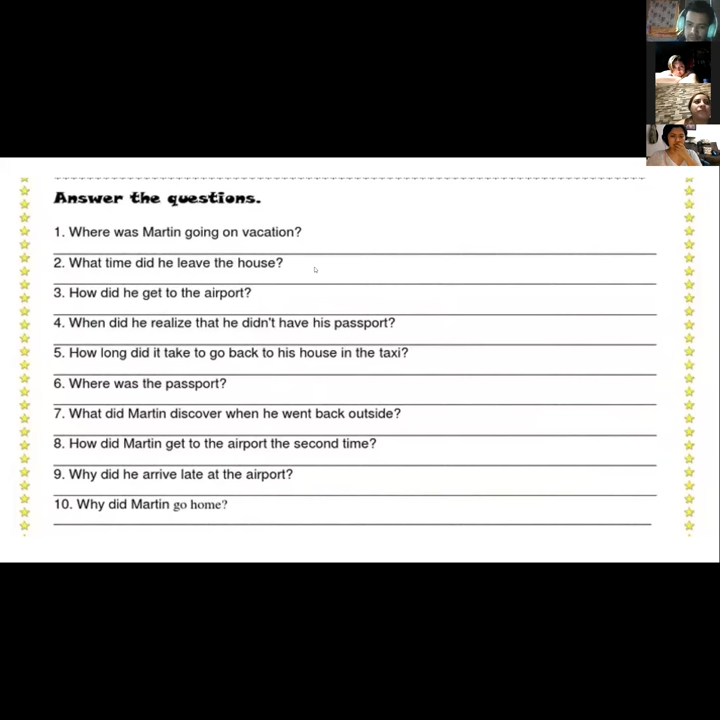 Answer the questions.
1. Where was Martin going on vacation?
2. What time did he leave the house?
3. How did he get to the airport?
4. When did he realize that he didn't have his passport?
5. How long did it take to go back to his house in the taxi?
6. Where was the passport?
7. What did Martin discover when he went back outside?
8. How did Martin get to the airport the second time?
9. Why did he arrive late at the airport?
10. Why did Martin go home?